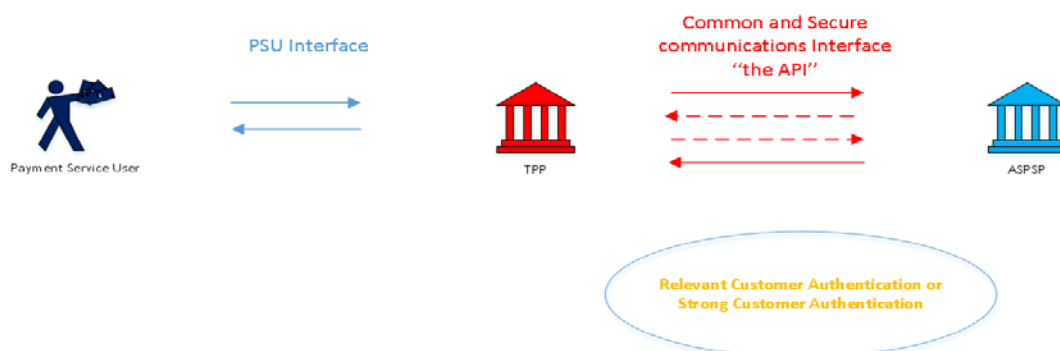 PSU Interface
Common and Secure
communications Interface
“the API”
Payment Service User
TPP
ASPSP
Relevant Customer Authentication or
Strong Customer Authentication